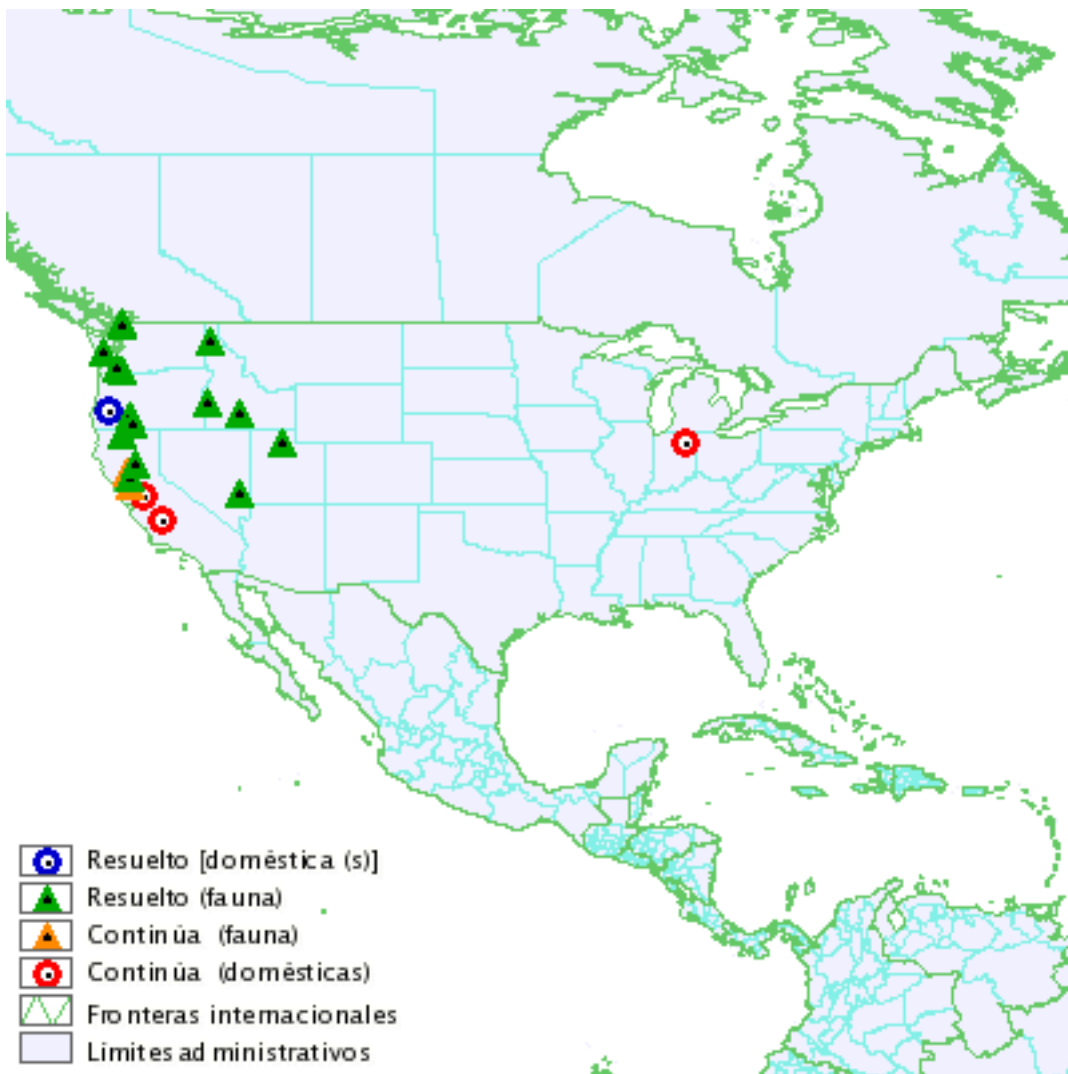 Resuelto [doméstica (s)]
Resuelto (fauna)
Continúa (fauna)
Continúa (domésticas)
Fronteras internacionales
Límites administrativos